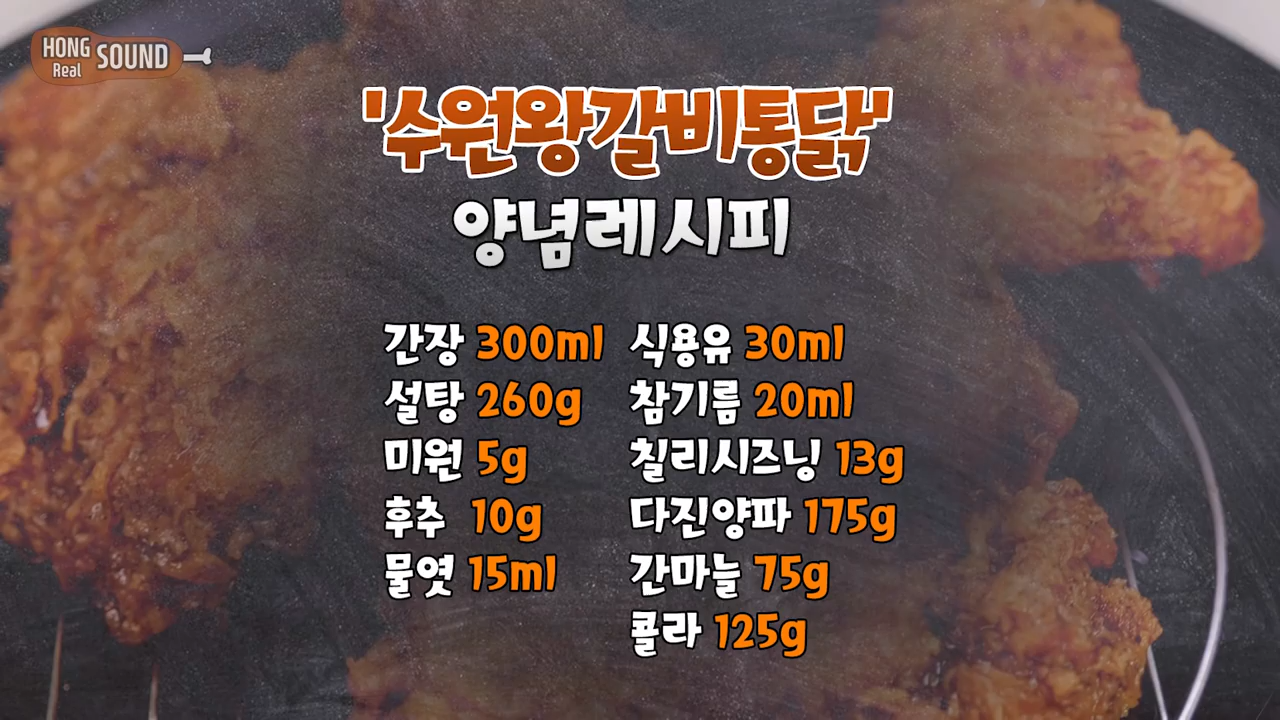 HONG
Real
SOUND
'수원왕갈비통닭'
양념레시피
간장 300ml
설탕 260g
미원 5g
후추 10g
물엿 15ml
식용유 30ml
참기름 20ml
칠리시즈닝 13g
다진양파 175g
간마늘 75g
콜라 125g